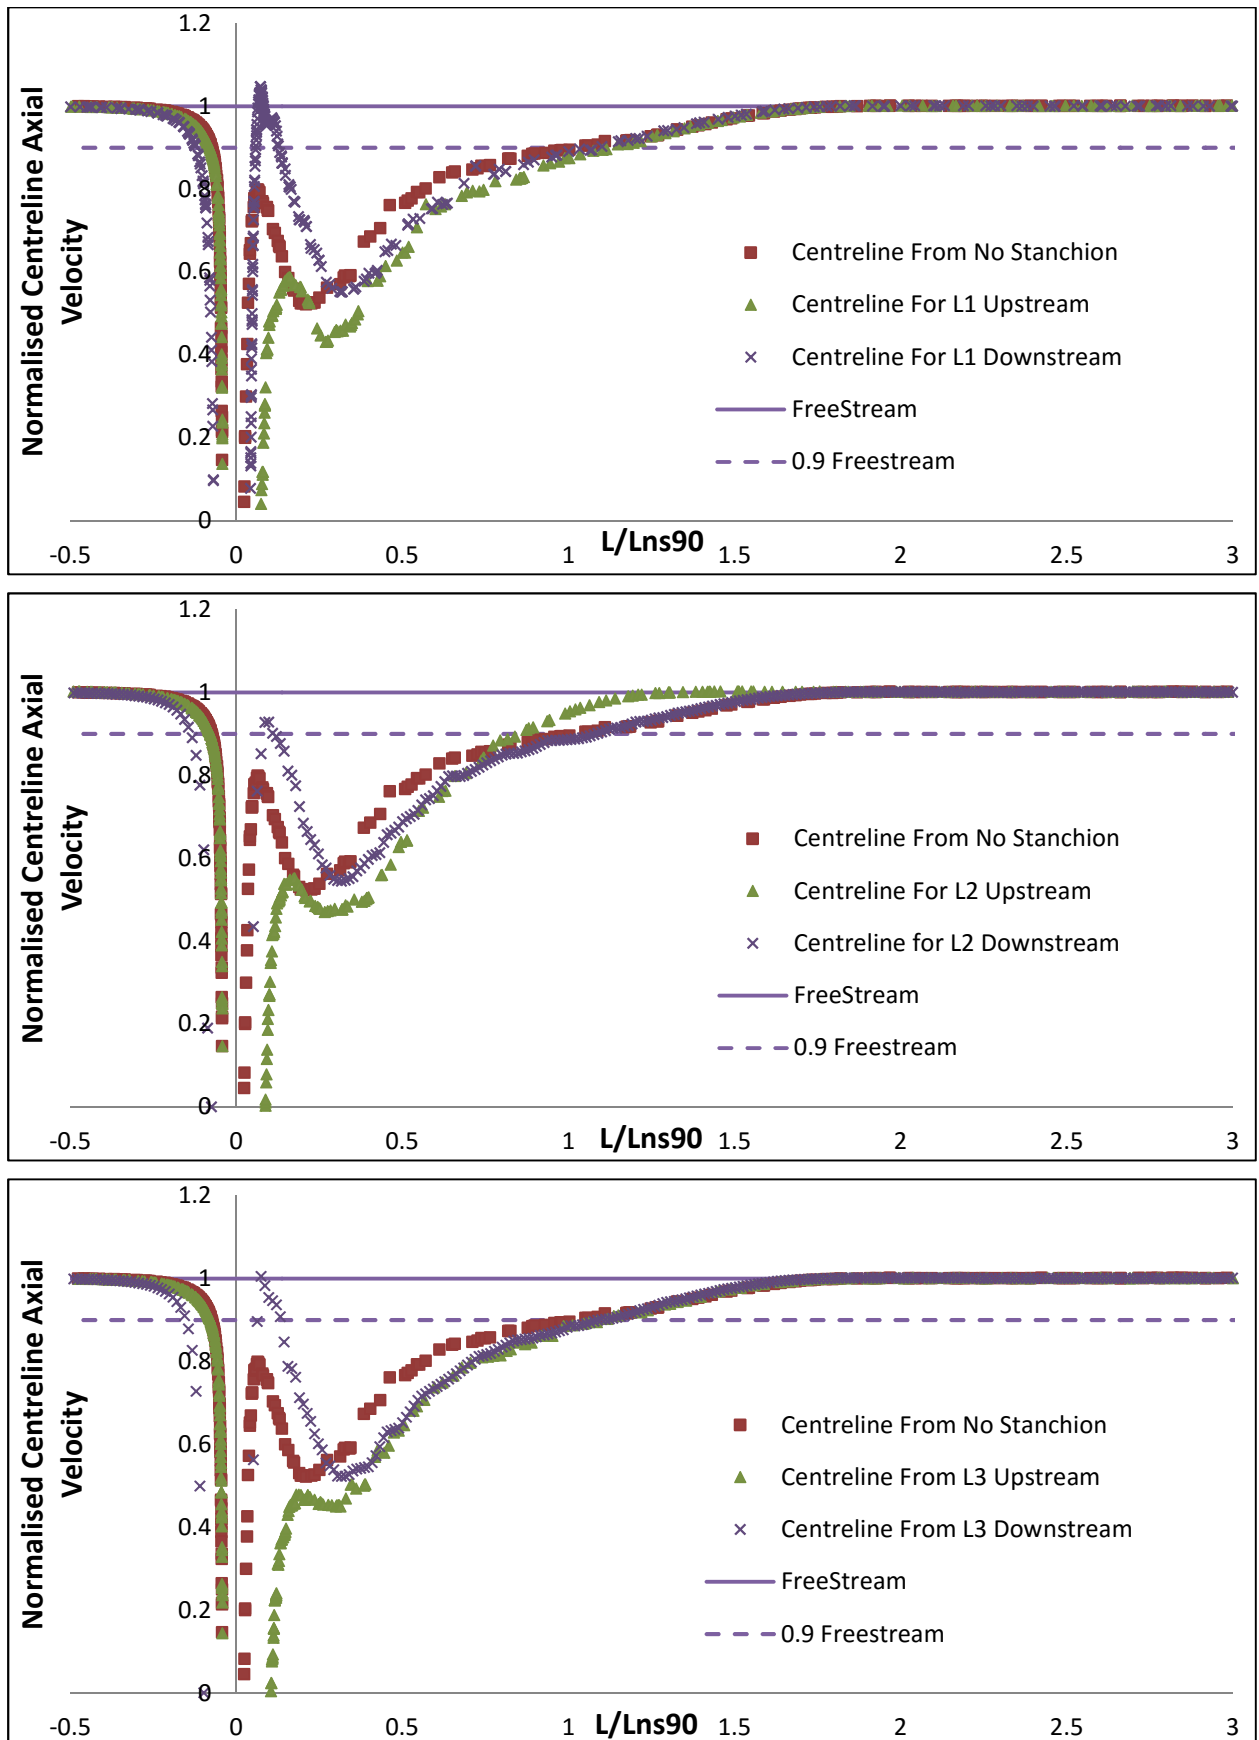 1.2
1
0.8
0.6
0.4
0.2
0
-0.5 0 0.5 1 1.5 2 2.5 3
Normalised Centreline Axial
Velocity
L/Lns90
Centreline From No Stanchion
Centreline For L1 Upstream
Centreline For L1 Downstream
FreeStream
0.9 Freestream
1.2
1
0.8
0.6
0.4
0.2
0
-0.5 0 0.5 1 1.5 2 2.5 3
Normalised Centreline Axial
Velocity
L/Lns90
Centreline From No Stanchion
Centreline For L2 Upstream
Centreline for L2 Downstream
FreeStream
0.9 Freestream
1.2
1
0.8
0.6
0.4
0.2
0
-0.5 0 0.5 1 1.5 2 2.5 3
Normalised Centreline Axial
Velocity
L/Lns90
Centreline From No Stanchion
Centreline From L3 Upstream
Centreline From L3 Downstream
FreeStream
0.9 Freestream